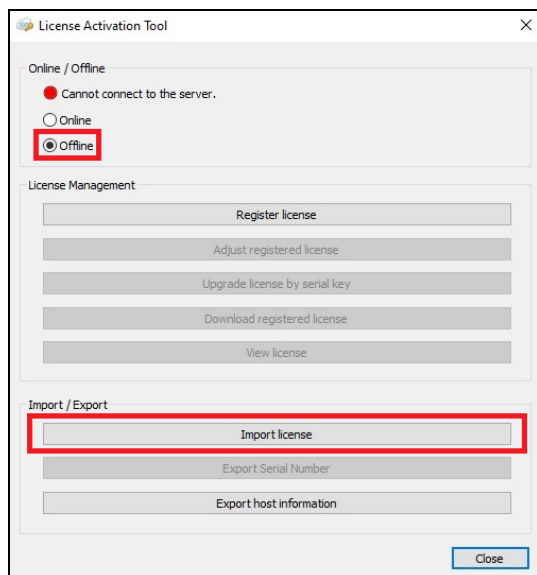 License Activation Tool
Online / Offline
Cannot connect to the server.
Online
Offline
License Management
Register license
Adjust registered license
Upgrade license by serial key
Download registered license
View license
Import / Export
Import license
Export Serial Number
Export host information
Close